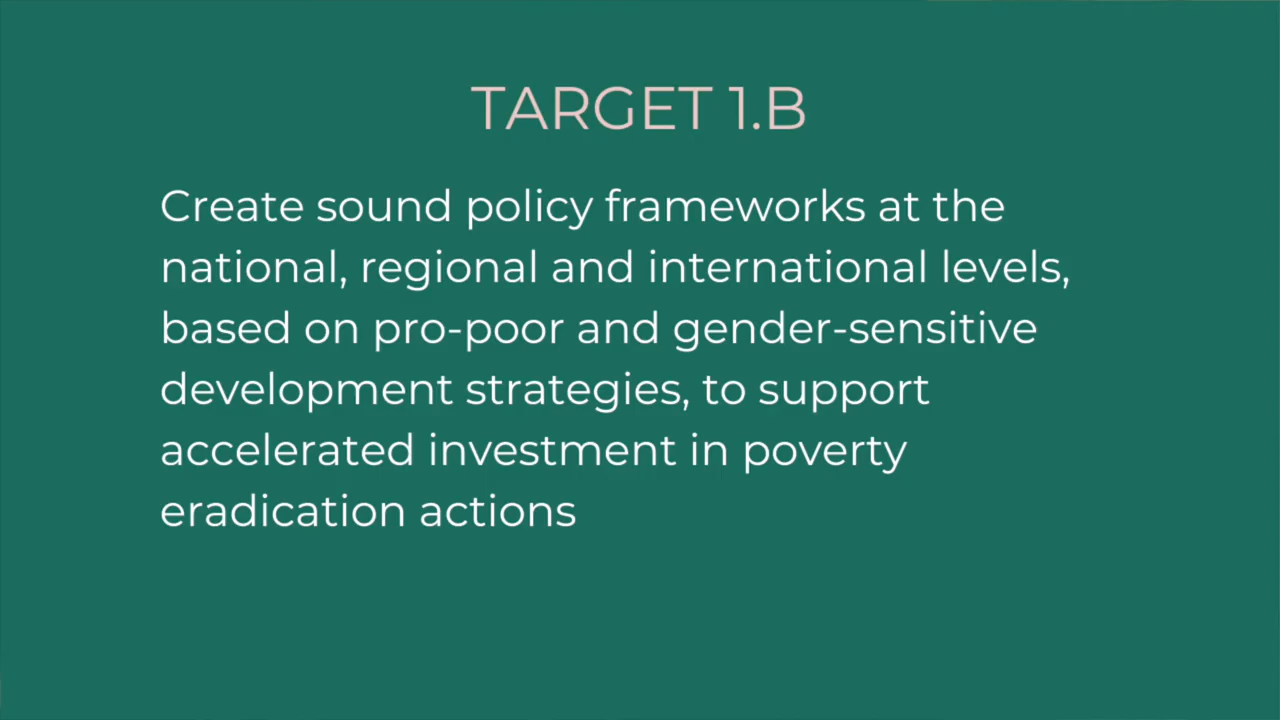 TARGET 1.B
Create sound policy frameworks at the
national, regional and international levels,
based on pro-poor and gender-sensitive
development strategies, to support
accelerated investment in poverty
eradication actions